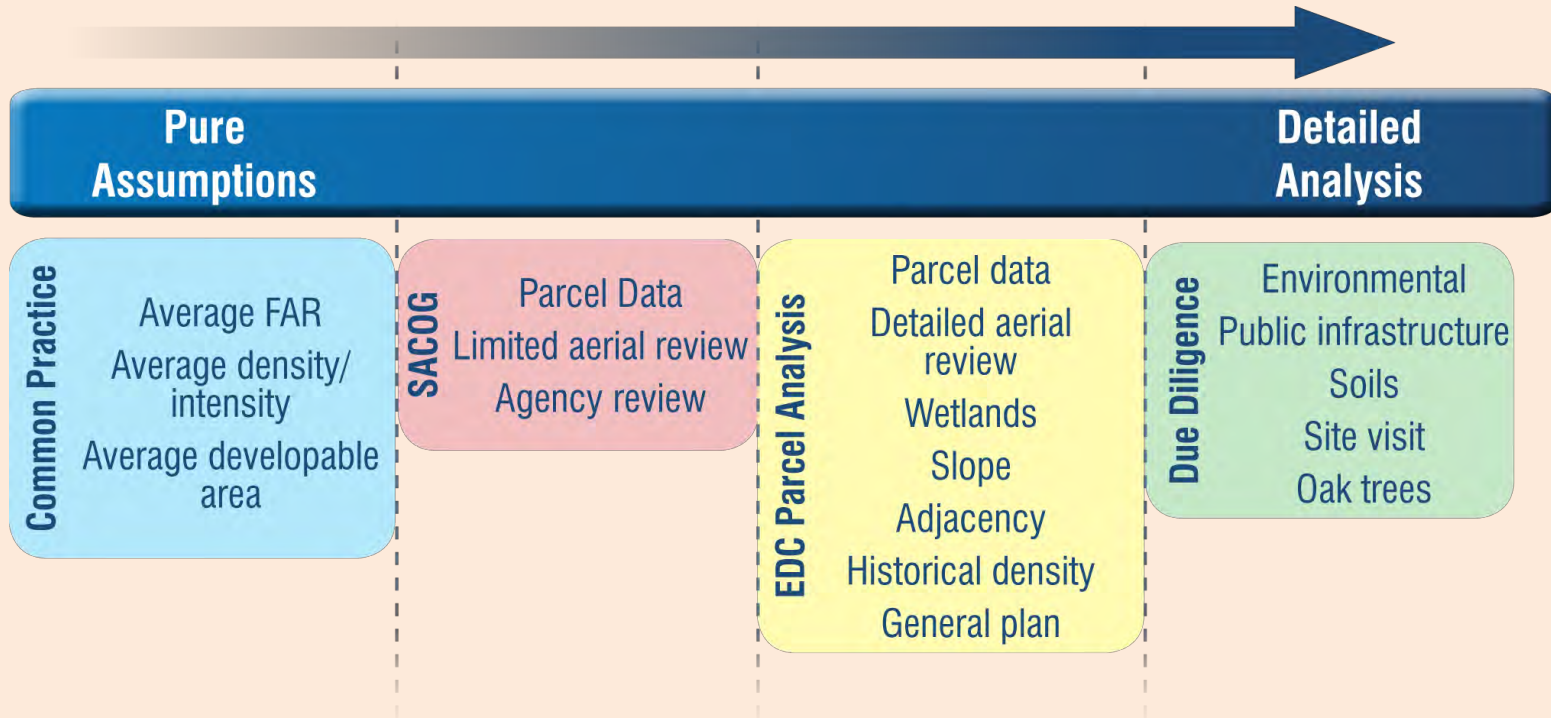 Pure
Assumptions
Detailed
Analysis
Common Practice
Average FAR
Average density/
intensity
Average developable
area
SACOG
Parcel Data
Limited aerial review
Agency review
EDC Parcel Analysis
Parcel data
Detailed aerial
review
Wetlands
Slope
Adjacency
Historical density
General plan
Due Diligence
Environmental
Public infrastructure
Soils
Site visit
Oak trees